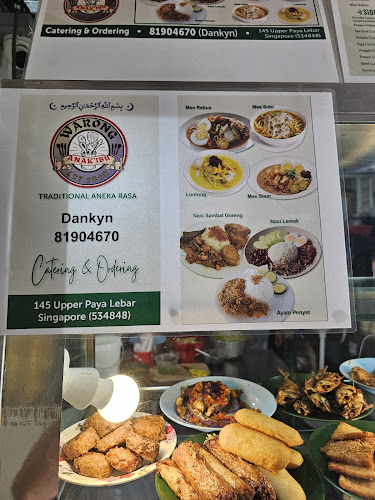 Catering & Ordering • 81904670 (Dankyn) • 145 Upper Paya Lebar
Singapore (534848)
بسم الله الرحمن الرحيم
WARONG
ANAK'IBU
TRADITIONAL ANEKA RASA
Dankyn
81904670
Catering & Ordering
145 Upper Paya Lebar
Singapore (534848)
Mee Rebus
Mee Soto
Lontong
Mee Siam
Nasi Sambal Goreng
Nasi Lemak
Ayam Penyet